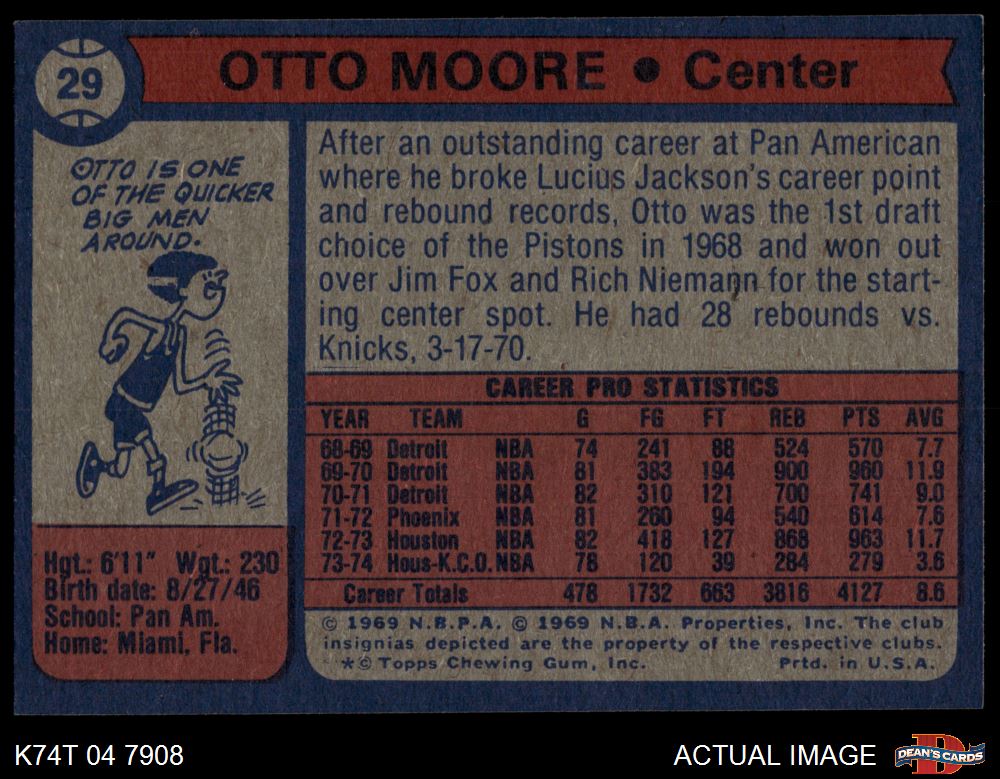 29
OTTO MOORE • Center
OTTO IS ONE
OF THE QUICKER
BIG MEN
AROUND.
After an outstanding career at Pan American
where he broke Lucius Jackson's career point
and rebound records, Otto was the 1st draft
choice of the Pistons in 1968 and won out
over Jim Fox and Rich Niemann for the start-
ing center spot. He had 28 rebounds vs.
Knicks, 3-17-70.
CAREER PRO STATISTICS
YEAR TEAM G FG FT REB PTS AVG
68-69 Detroit NBA 74 241 88 524 570 7.7
69-70 Detroit NBA 81 383 194 900 960 11.9
70-71 Detroit NBA 82 310 121 700 741 9.0
71-72 Phoenix NBA 81 260 94 540 614 7.6
72-73 Houston NBA 82 418 127 868 963 11.7
73-74 Hous-K.C.O. NBA 78 120 39 284 279 3.6
Career Totals 478 1732 663 3816 4127 8.6
Hgt.: 6'11" Wgt.: 230
Birth date: 8/27/46
School: Pan Am.
Home: Miami, Fla.
© 1969 N.B.P.A. © 1969 N.B.A. Properties, Inc. The club
insignias depicted are the property of the respective clubs.
*© Topps Chewing Gum, Inc. Prtd. in U.S.A.
K74T 04 7908
ACTUAL IMAGE
DEAN'S CARDS